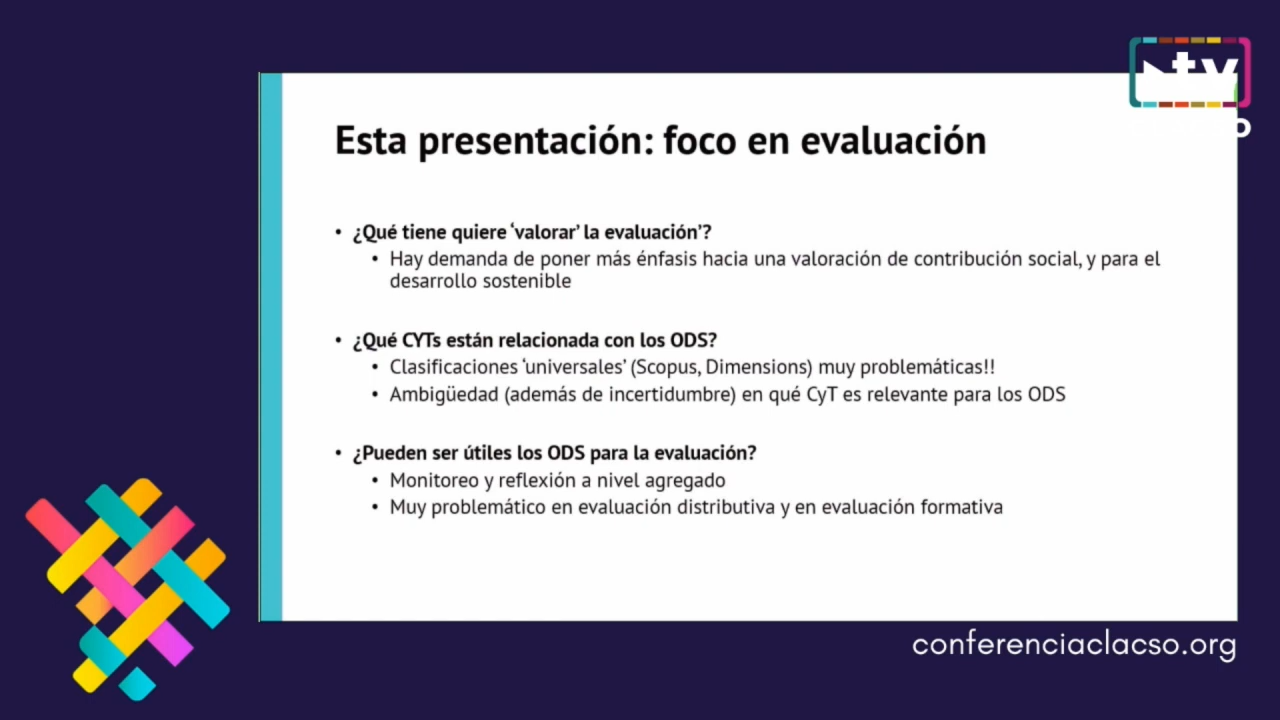 tv
Esta presentación: foco en evaluación
• ¿Qué tiene quiere ‘valorar’ la evaluación’?
• Hay demanda de poner más énfasis hacia una valoración de contribución social, y para el
desarrollo sostenible
• ¿Qué CYTs están relacionada con los ODS?
• Clasificaciones ‘universales’ (Scopus, Dimensions) muy problemáticas!!
• Ambigüedad (además de incertidumbre) en qué CyT es relevante para los ODS
• ¿Pueden ser útiles los ODS para la evaluación?
• Monitoreo y reflexión a nivel agregado
• Muy problemático en evaluación distributiva y en evaluación formativa
conferenciaclacso.org